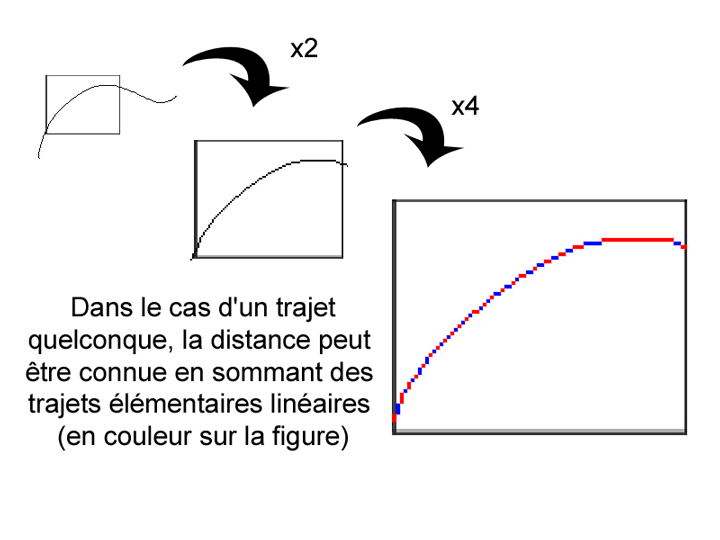 x2
x4
Dans le cas d'un trajet
quelconque, la distance peut
être connue en sommant des
trajets élémentaires linéaires
(en couleur sur la figure)